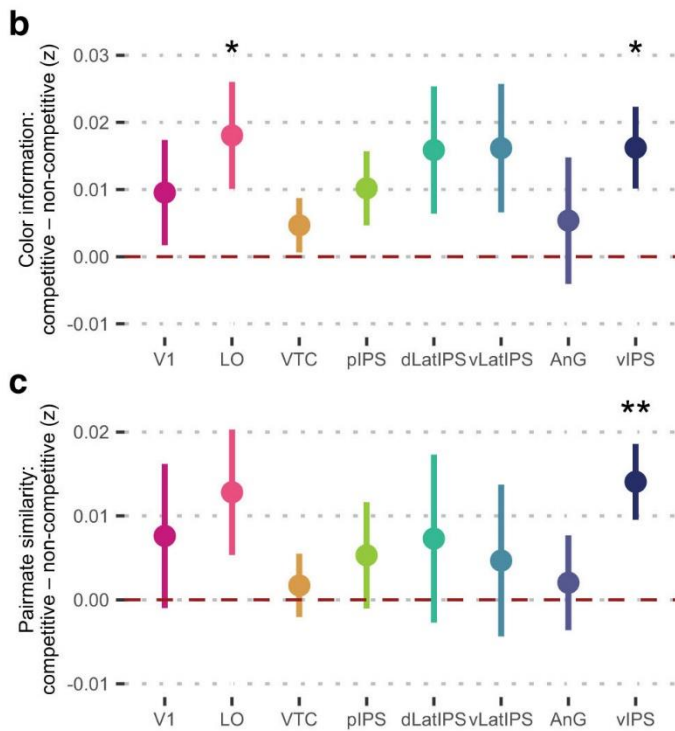 b
Color information:
competitive – non-competitive (z)
0.03
0.02
0.01
0.00
-0.01
*
*
V1 LO VTC pIPS dLatIPS vLatIPS AnG vIPS
c
Pairmate similarity:
competitive – non-competitive (z)
0.02
0.01
0.00
-0.01
**
V1 LO VTC pIPS dLatIPS vLatIPS AnG vIPS